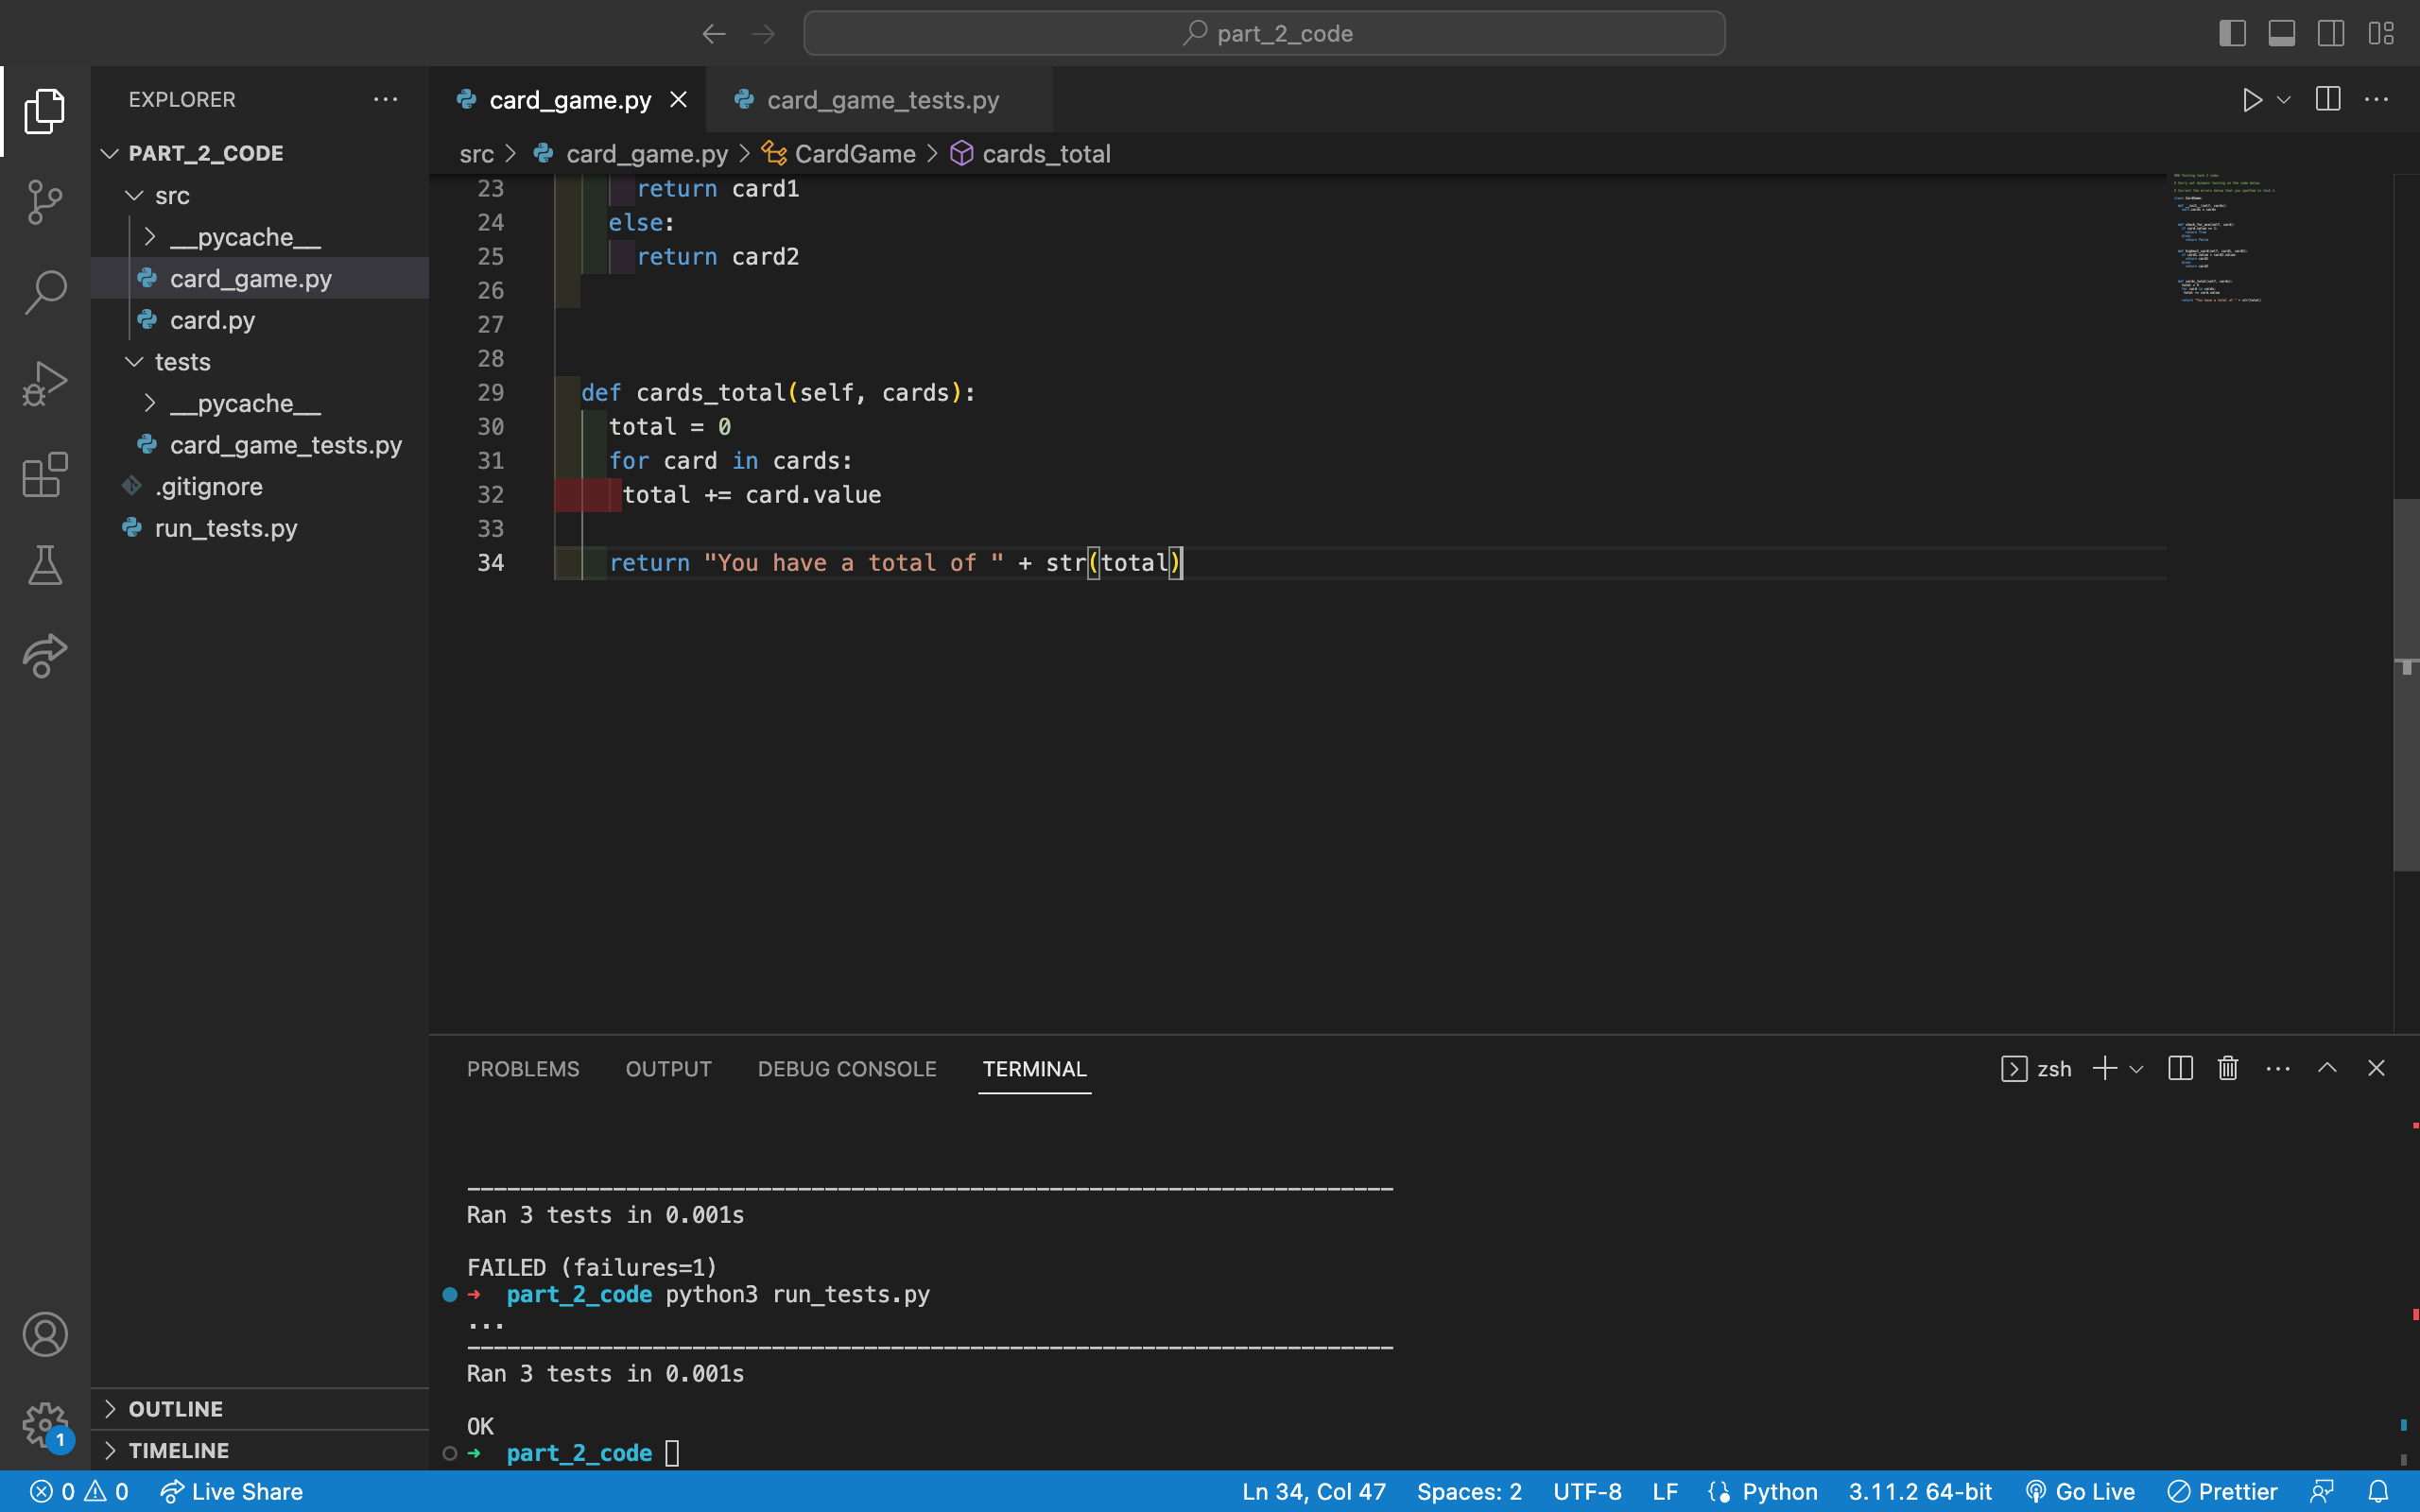 part_2_code
EXPLORER
PART_2_CODE
src
__pycache__
card_game.py
card.py
tests
__pycache__
card_game_tests.py
.gitignore
run_tests.py
OUTLINE
TIMELINE
1
card_game.py
card_game_tests.py
src > card_game.py > CardGame > cards_total
23 return card1
24 else:
25 return card2
26
27
28
29 def cards_total(self, cards):
30 total = 0
31 for card in cards:
32 total += card.value
33
34 return "You have a total of " + str(total)
PROBLEMS OUTPUT DEBUG CONSOLE TERMINAL
zsh
----------------------------------------------------------------------
Ran 3 tests in 0.001s
FAILED (failures=1)
➜ part_2_code python3 run_tests.py
...
----------------------------------------------------------------------
Ran 3 tests in 0.001s
OK
➜ part_2_code
0 0 Live Share
Ln 34, Col 47 Spaces: 2 UTF-8 LF Python 3.11.2 64-bit Go Live Prettier